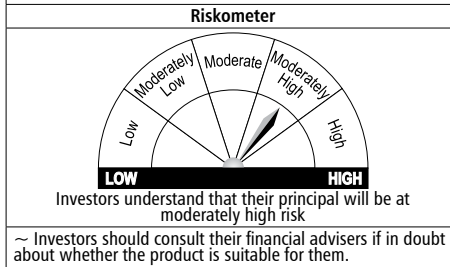 Riskometer
Moderately
Low
Moderate
Moderately
High
Low
High
LOW
HIGH
Investors understand that their principal will be at
moderately high risk
~ Investors should consult their financial advisers if in doubt
about whether the product is suitable for them.